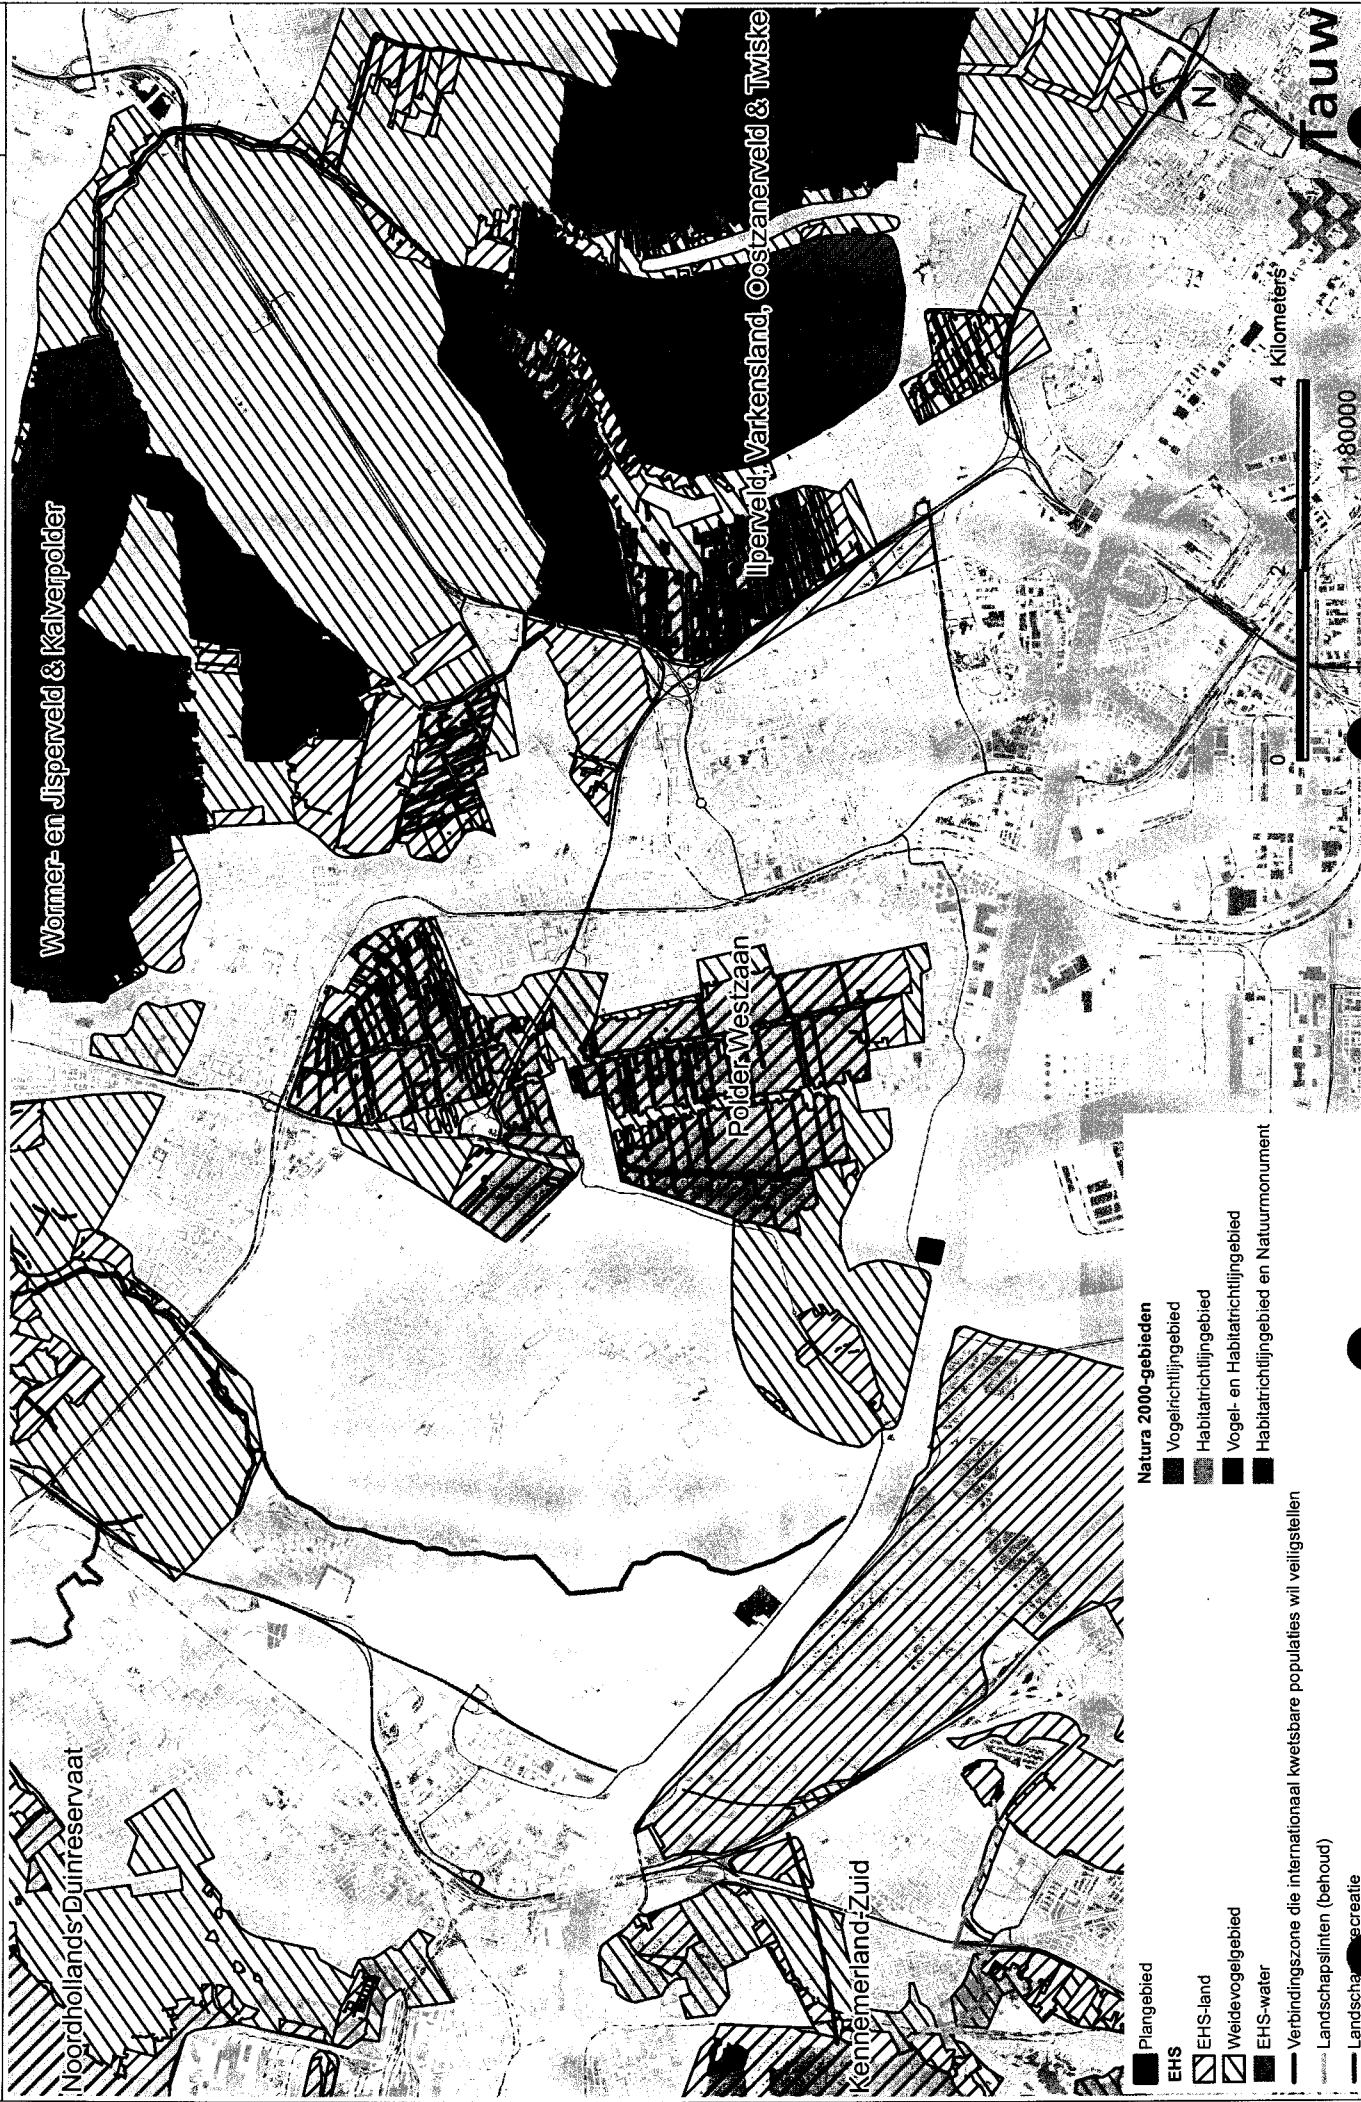 Noordhollands Duinreservaat
Wormer- en Jisperveld & Kalverpolder
Ilperveld, Varkensland, Oostzanerveld & Twiske
Polder Westzaan
Kennemerland-Zuid
Plangebied
EHS
EHS-land
Weidevogelgebied
EHS-water
Verbindingszone die internationaal kwetsbare populaties wil veiligstellen
Landschapslinten (behoud)
Natura 2000-gebieden
Vogelrichtlijngebied
Habitatrichtlijngebied
Vogel- en Habitatrichtlijngebied
Habitatrichtlijngebied en Natuurmonument
0 2 4 Kilometers
1:80000
N
Tauw